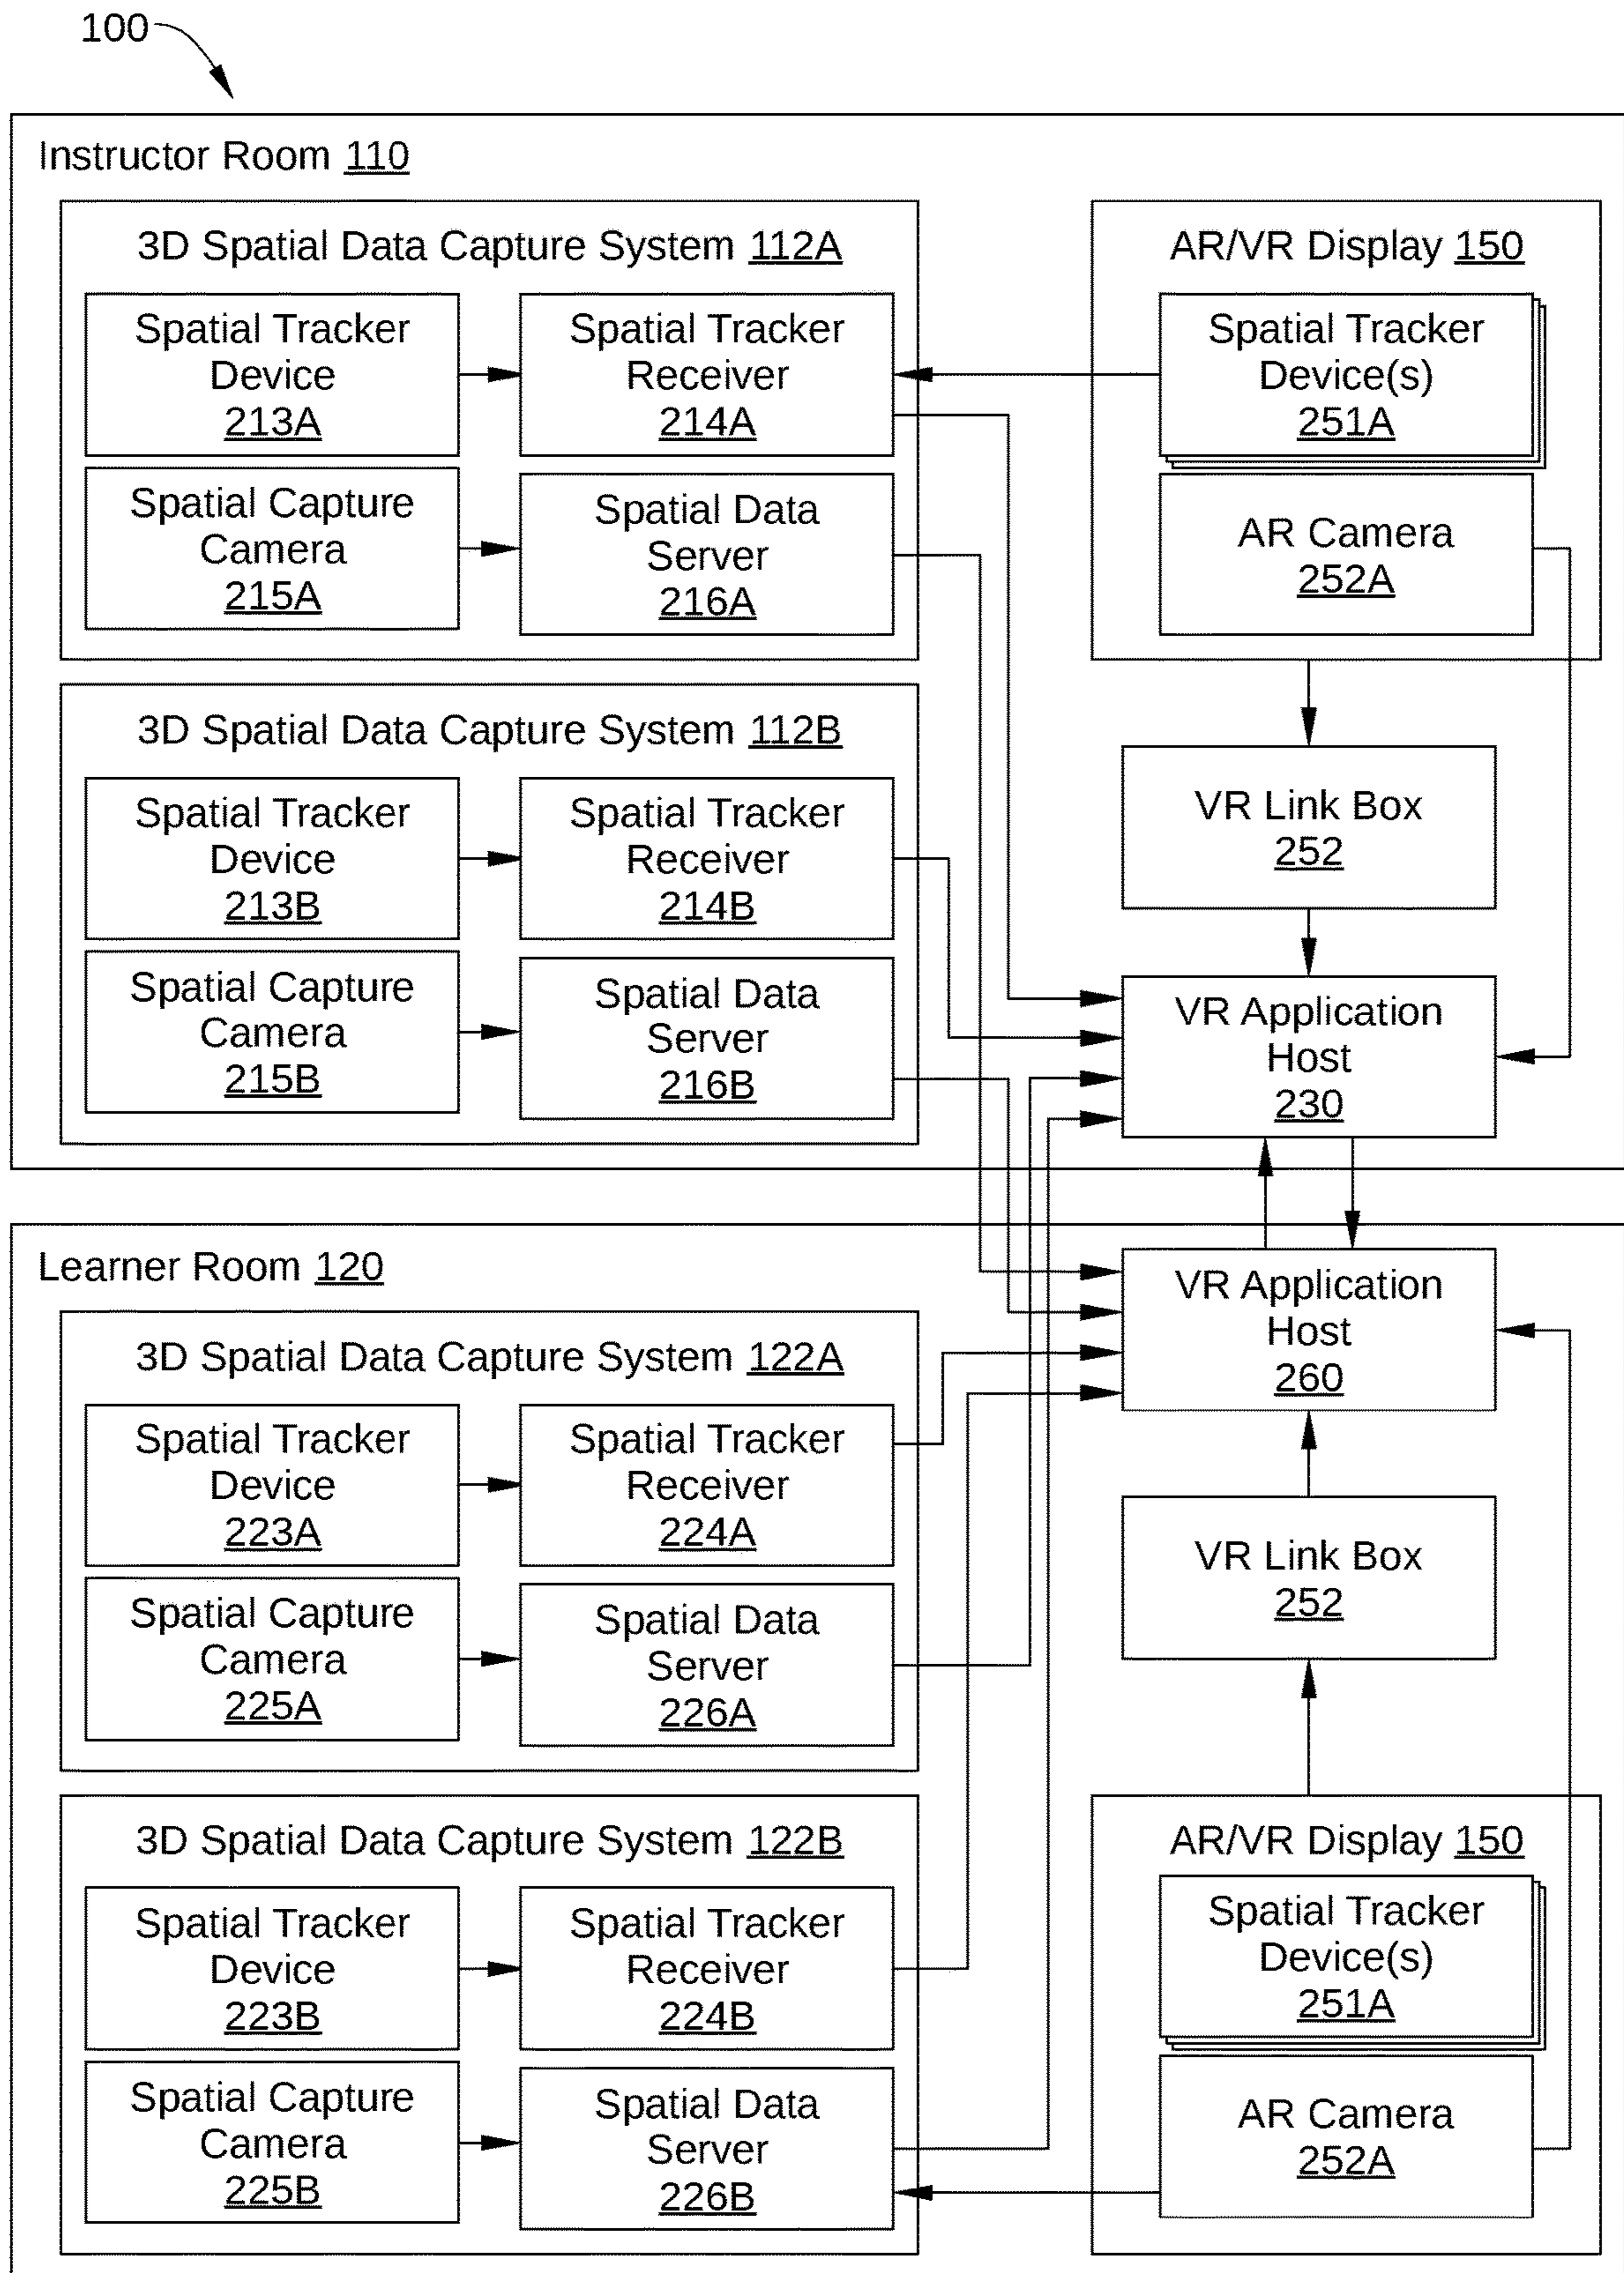 100
Instructor Room 110
3D Spatial Data Capture System 112A
Spatial Tracker
Device
213A
Spatial Tracker
Receiver
214A
Spatial Capture
Camera
215A
Spatial Data
Server
216A
AR/VR Display 150
Spatial Tracker
Device(s)
251A
AR Camera
252A
3D Spatial Data Capture System 112B
Spatial Tracker
Device
213B
Spatial Tracker
Receiver
214B
Spatial Capture
Camera
215B
Spatial Data
Server
216B
VR Link Box
252
VR Application
Host
230
Learner Room 120
3D Spatial Data Capture System 122A
Spatial Tracker
Device
223A
Spatial Tracker
Receiver
224A
Spatial Capture
Camera
225A
Spatial Data
Server
226A
VR Application
Host
260
VR Link Box
252
3D Spatial Data Capture System 122B
Spatial Tracker
Device
223B
Spatial Tracker
Receiver
224B
Spatial Capture
Camera
225B
Spatial Data
Server
226B
AR/VR Display 150
Spatial Tracker
Device(s)
251A
AR Camera
252A